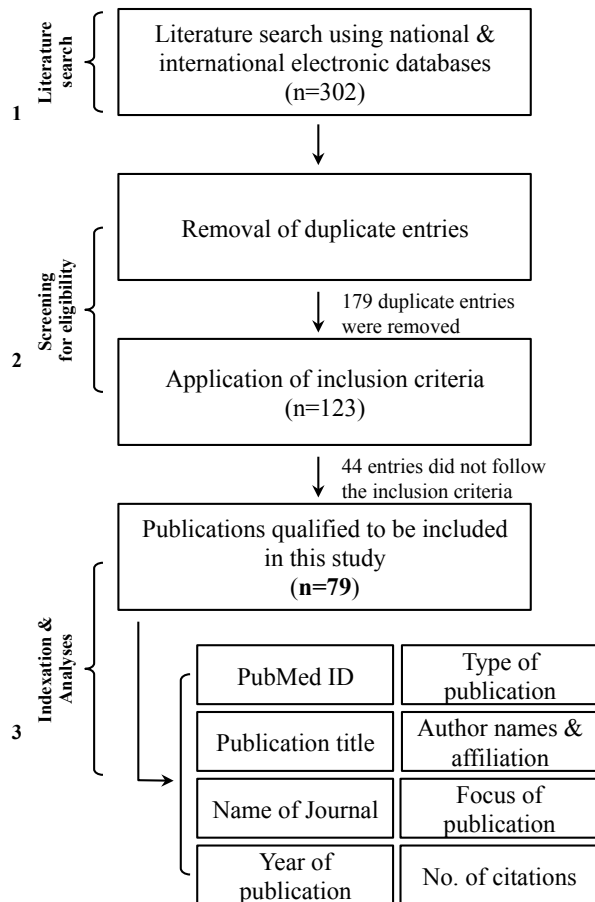 1
Literature
search
Literature search using national &
international electronic databases
(n=302)
2
Screening
for eligibility
Removal of duplicate entries
179 duplicate entries
were removed
Application of inclusion criteria
(n=123)
44 entries did not follow
the inclusion criteria
3
Indexation &
Analyses
Publications qualified to be included
in this study
(n=79)
PubMed ID
Type of
publication
Publication title
Author names &
affiliation
Name of Journal
Focus of
publication
Year of
publication
No. of citations